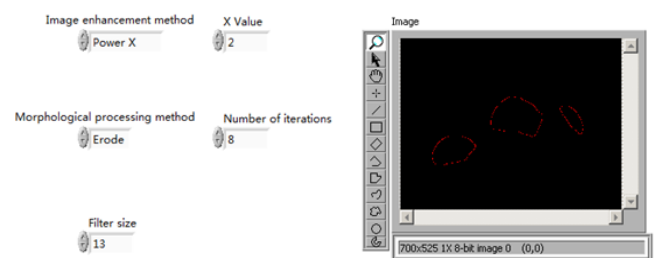 Image enhancement method
Power X
X Value
2
Morphological processing method
Erode
Number of iterations
8
Filter size
13
Image
700x525 1X 8-bit image 0 (0,0)